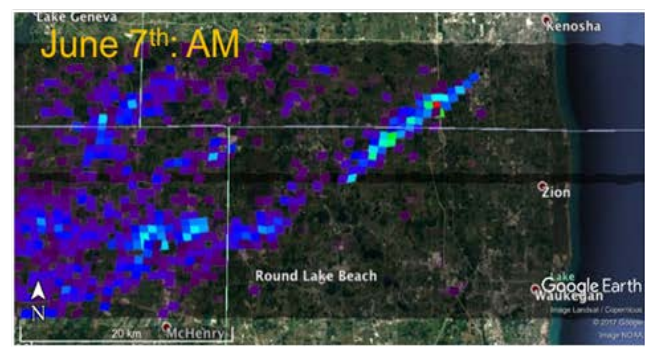 Lake Geneva
June 7th: AM
Kenosha
Zion
Round Lake Beach
Lake
Google Earth
Waukegan
Image Landsat / Copernicus
© 2017 Google
Image NOAA
N
20 km
McHenry